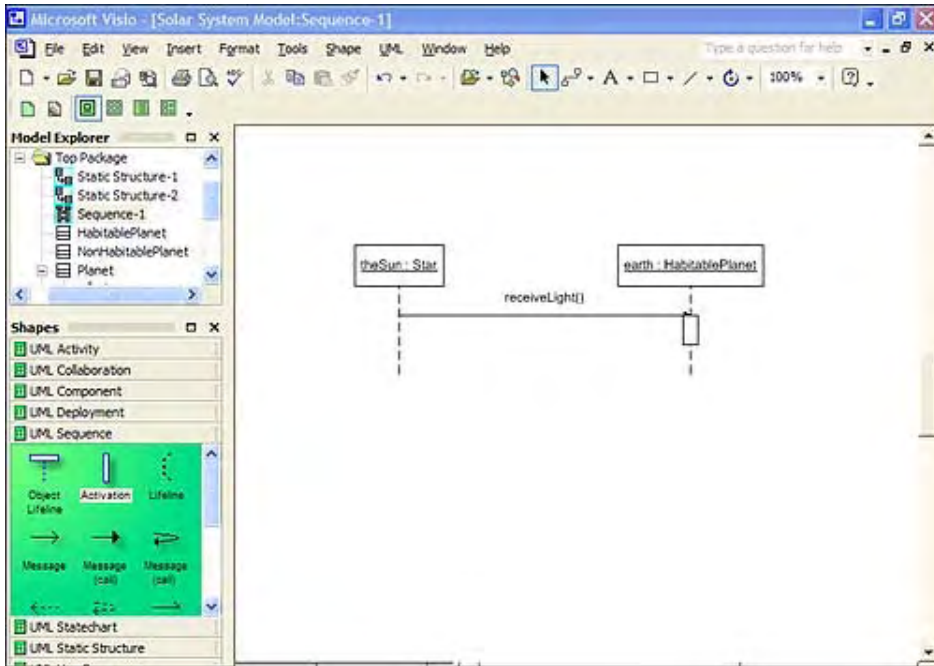 Microsoft Visio - [Solar System Model:Sequence-1]
File Edit View Insert Format Tools Shape UML Window Help Type a question for help
100%
Model Explorer
Top Package
Static Structure-1
Static Structure-2
Sequence-1
HabitablePlanet
NonHabitablePlanet
Planet
Shapes
UML Activity
UML Collaboration
UML Component
UML Deployment
UML Sequence
Object Activation Lifeline
Lifeline
Message Message Message
(call) (call)
UML Statechart
UML Static Structure
theSun : Star earth : HabitablePlanet
receiveLight()